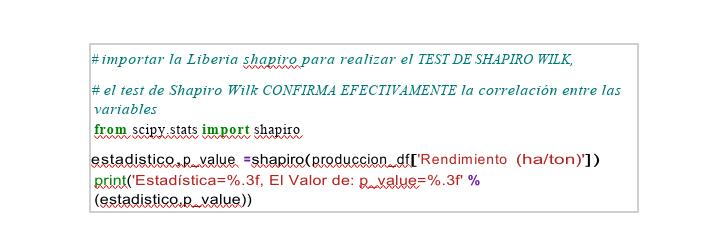 # importar la Liberia shapiro para realizar el TEST DE SHAPIRO WILK,
# el test de Shapiro Wilk CONFIRMA EFECTIVAMENTE la correlación entre las
variables
from scipy.stats import shapiro
estadistico,p_value =shapiro(produccion_df['Rendimiento (ha/ton)'])
print('Estadística=%.3f, El Valor de: p_value=%.3f' %
(estadistico,p_value))